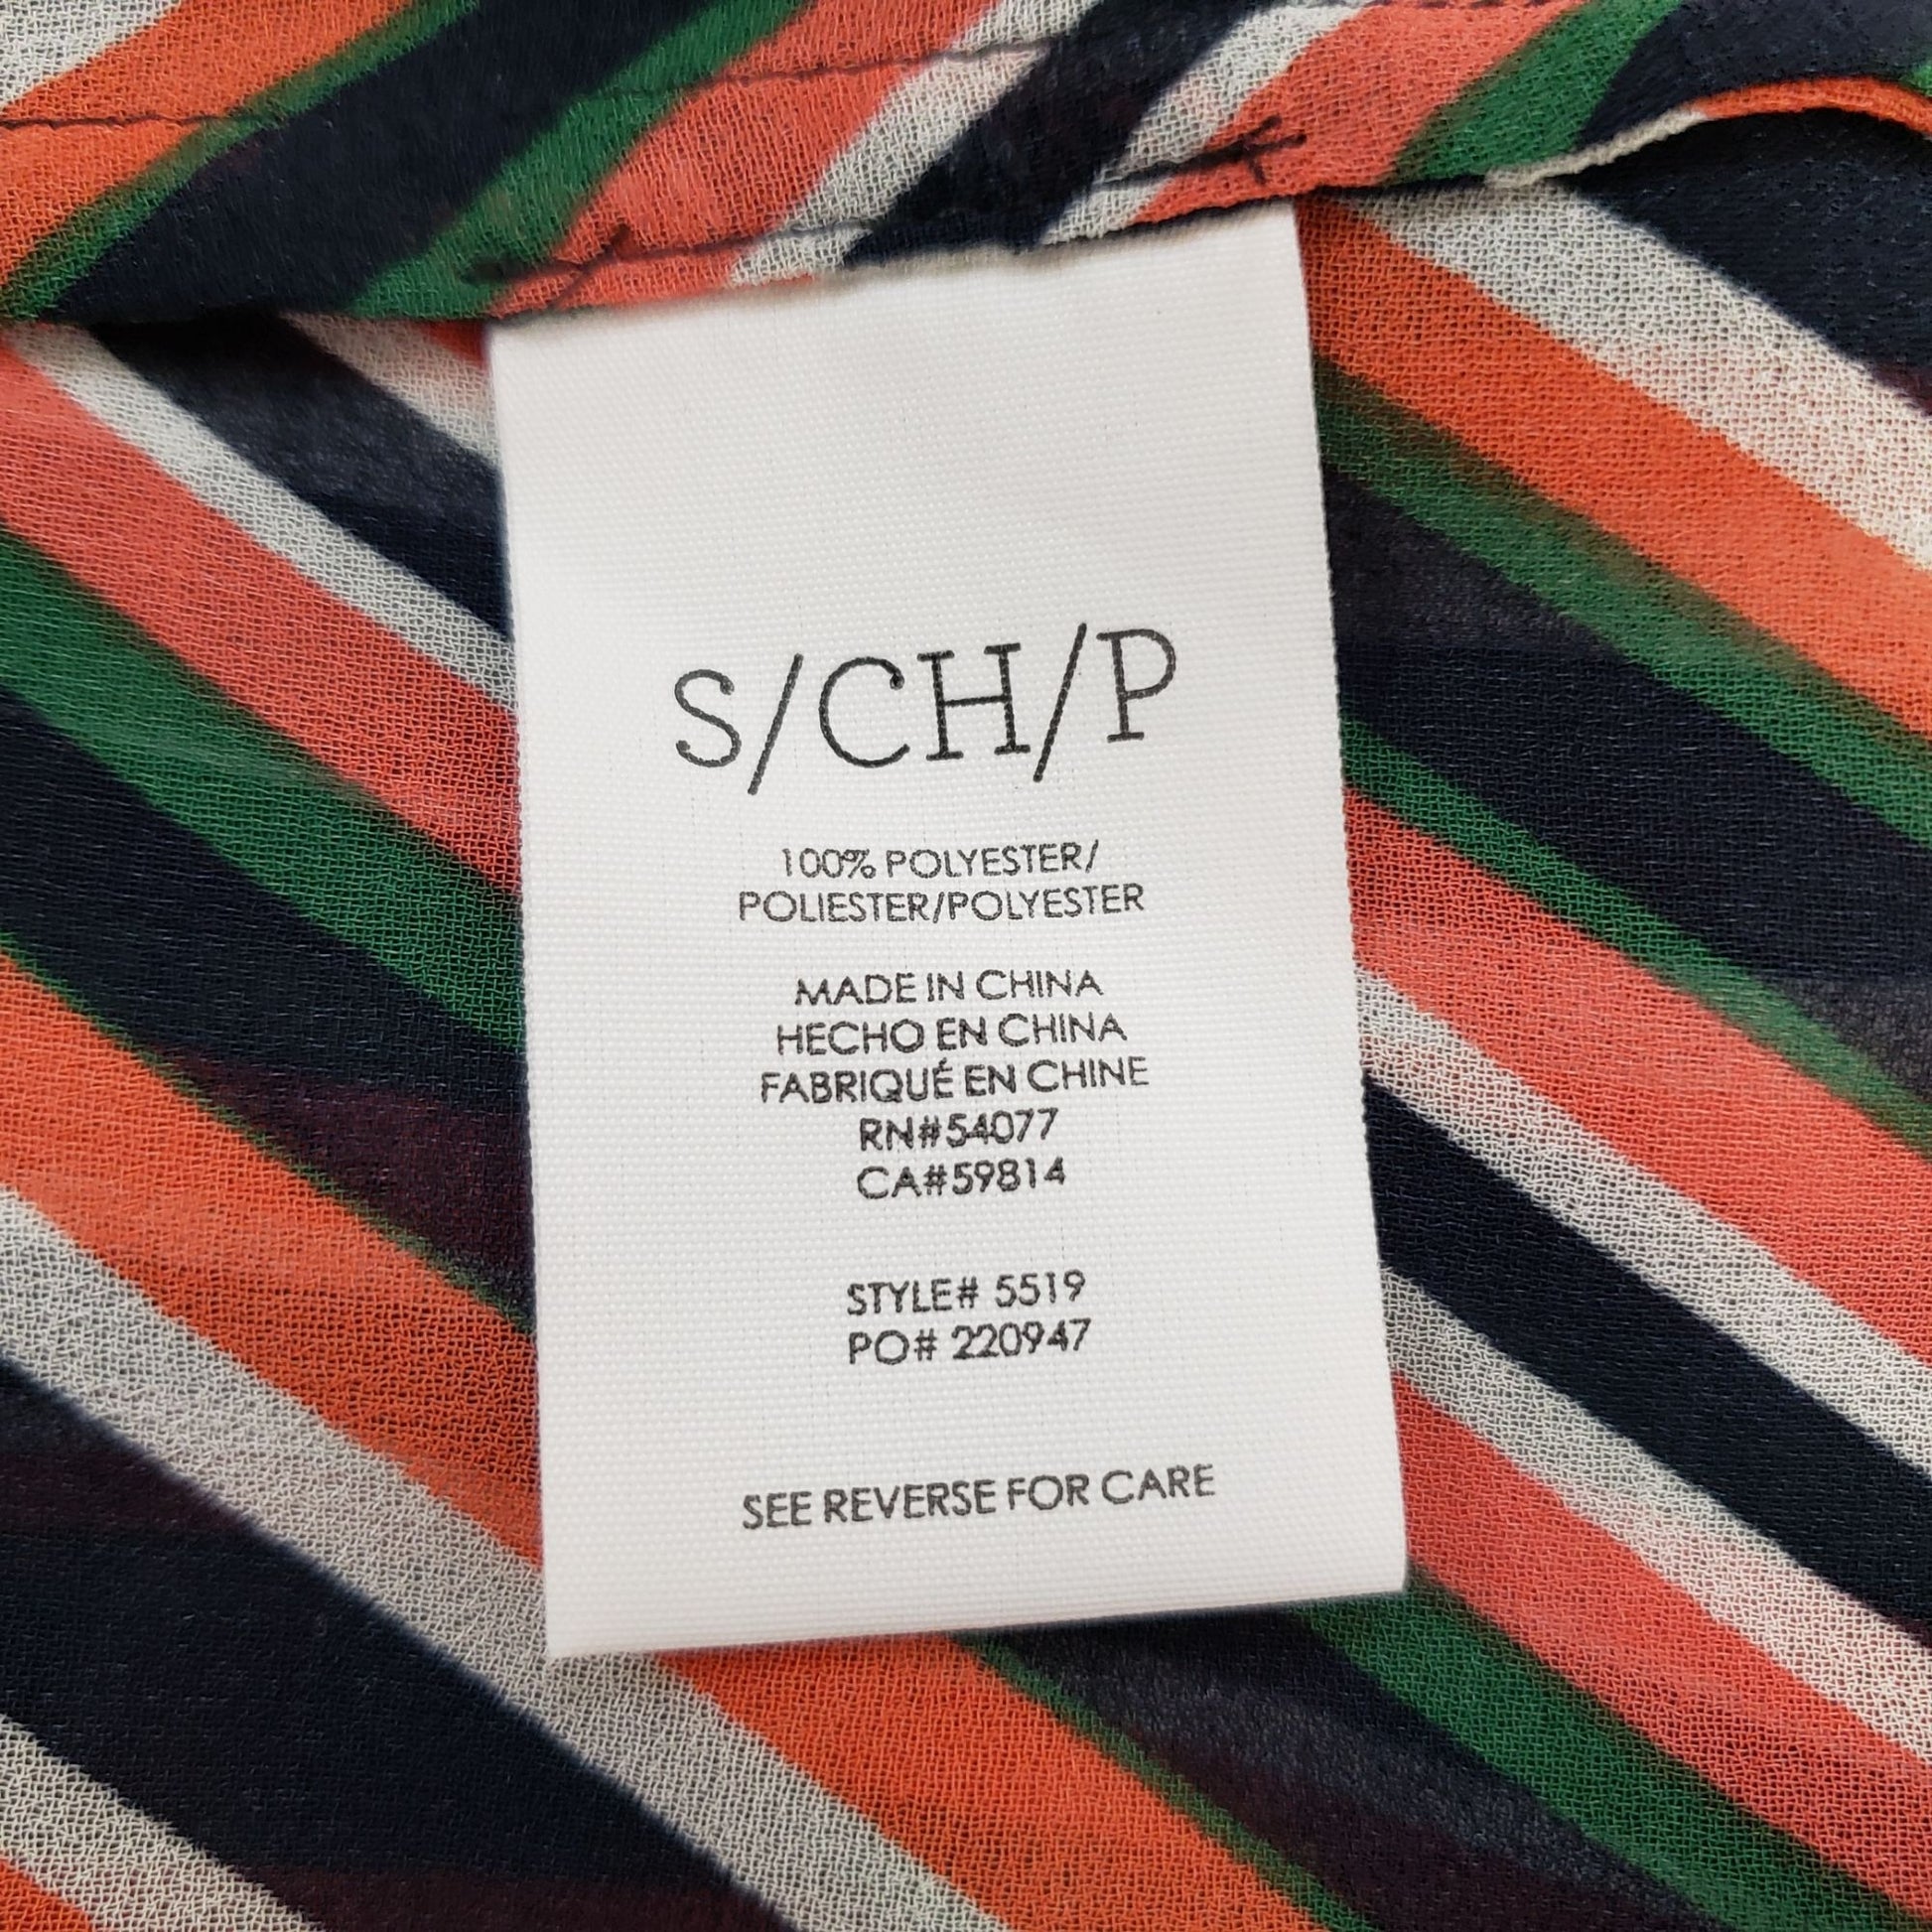 S/CH/P
100% POLYESTER/
POLIESTER/POLYESTER
MADE IN CHINA
HECHO EN CHINA
FABRIQUÉ EN CHINE
RN#54077
CA#59814
STYLE# 5519
PO# 220947
SEE REVERSE FOR CARE